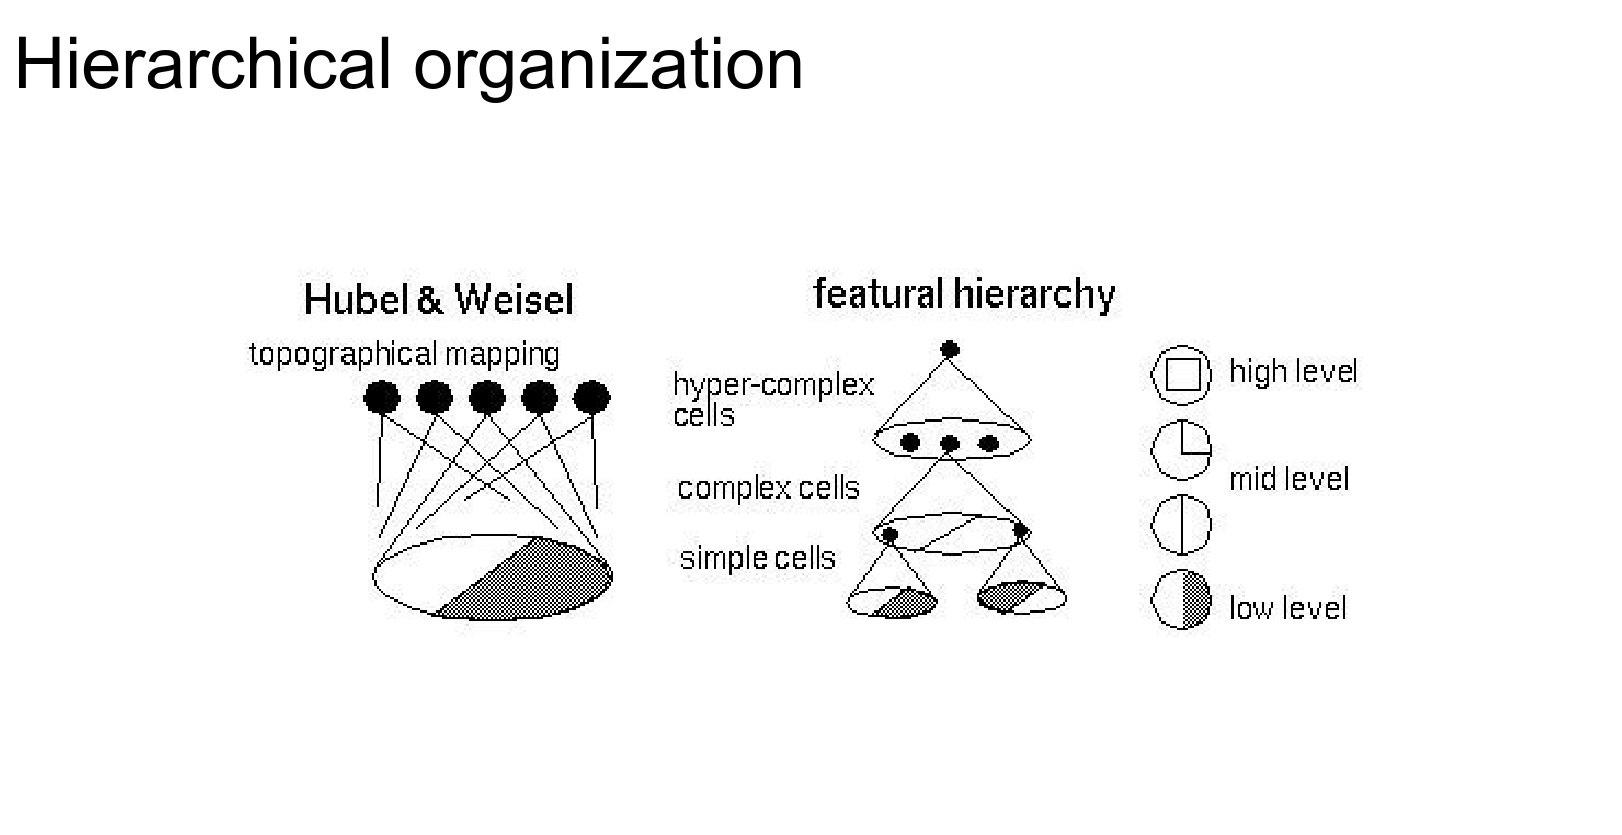 Hierarchical organization
Hubel & Weisel
topographical mapping
featural hierarchy
hyper-complex
cells
complex cells
simple cells
high level
mid level
low level